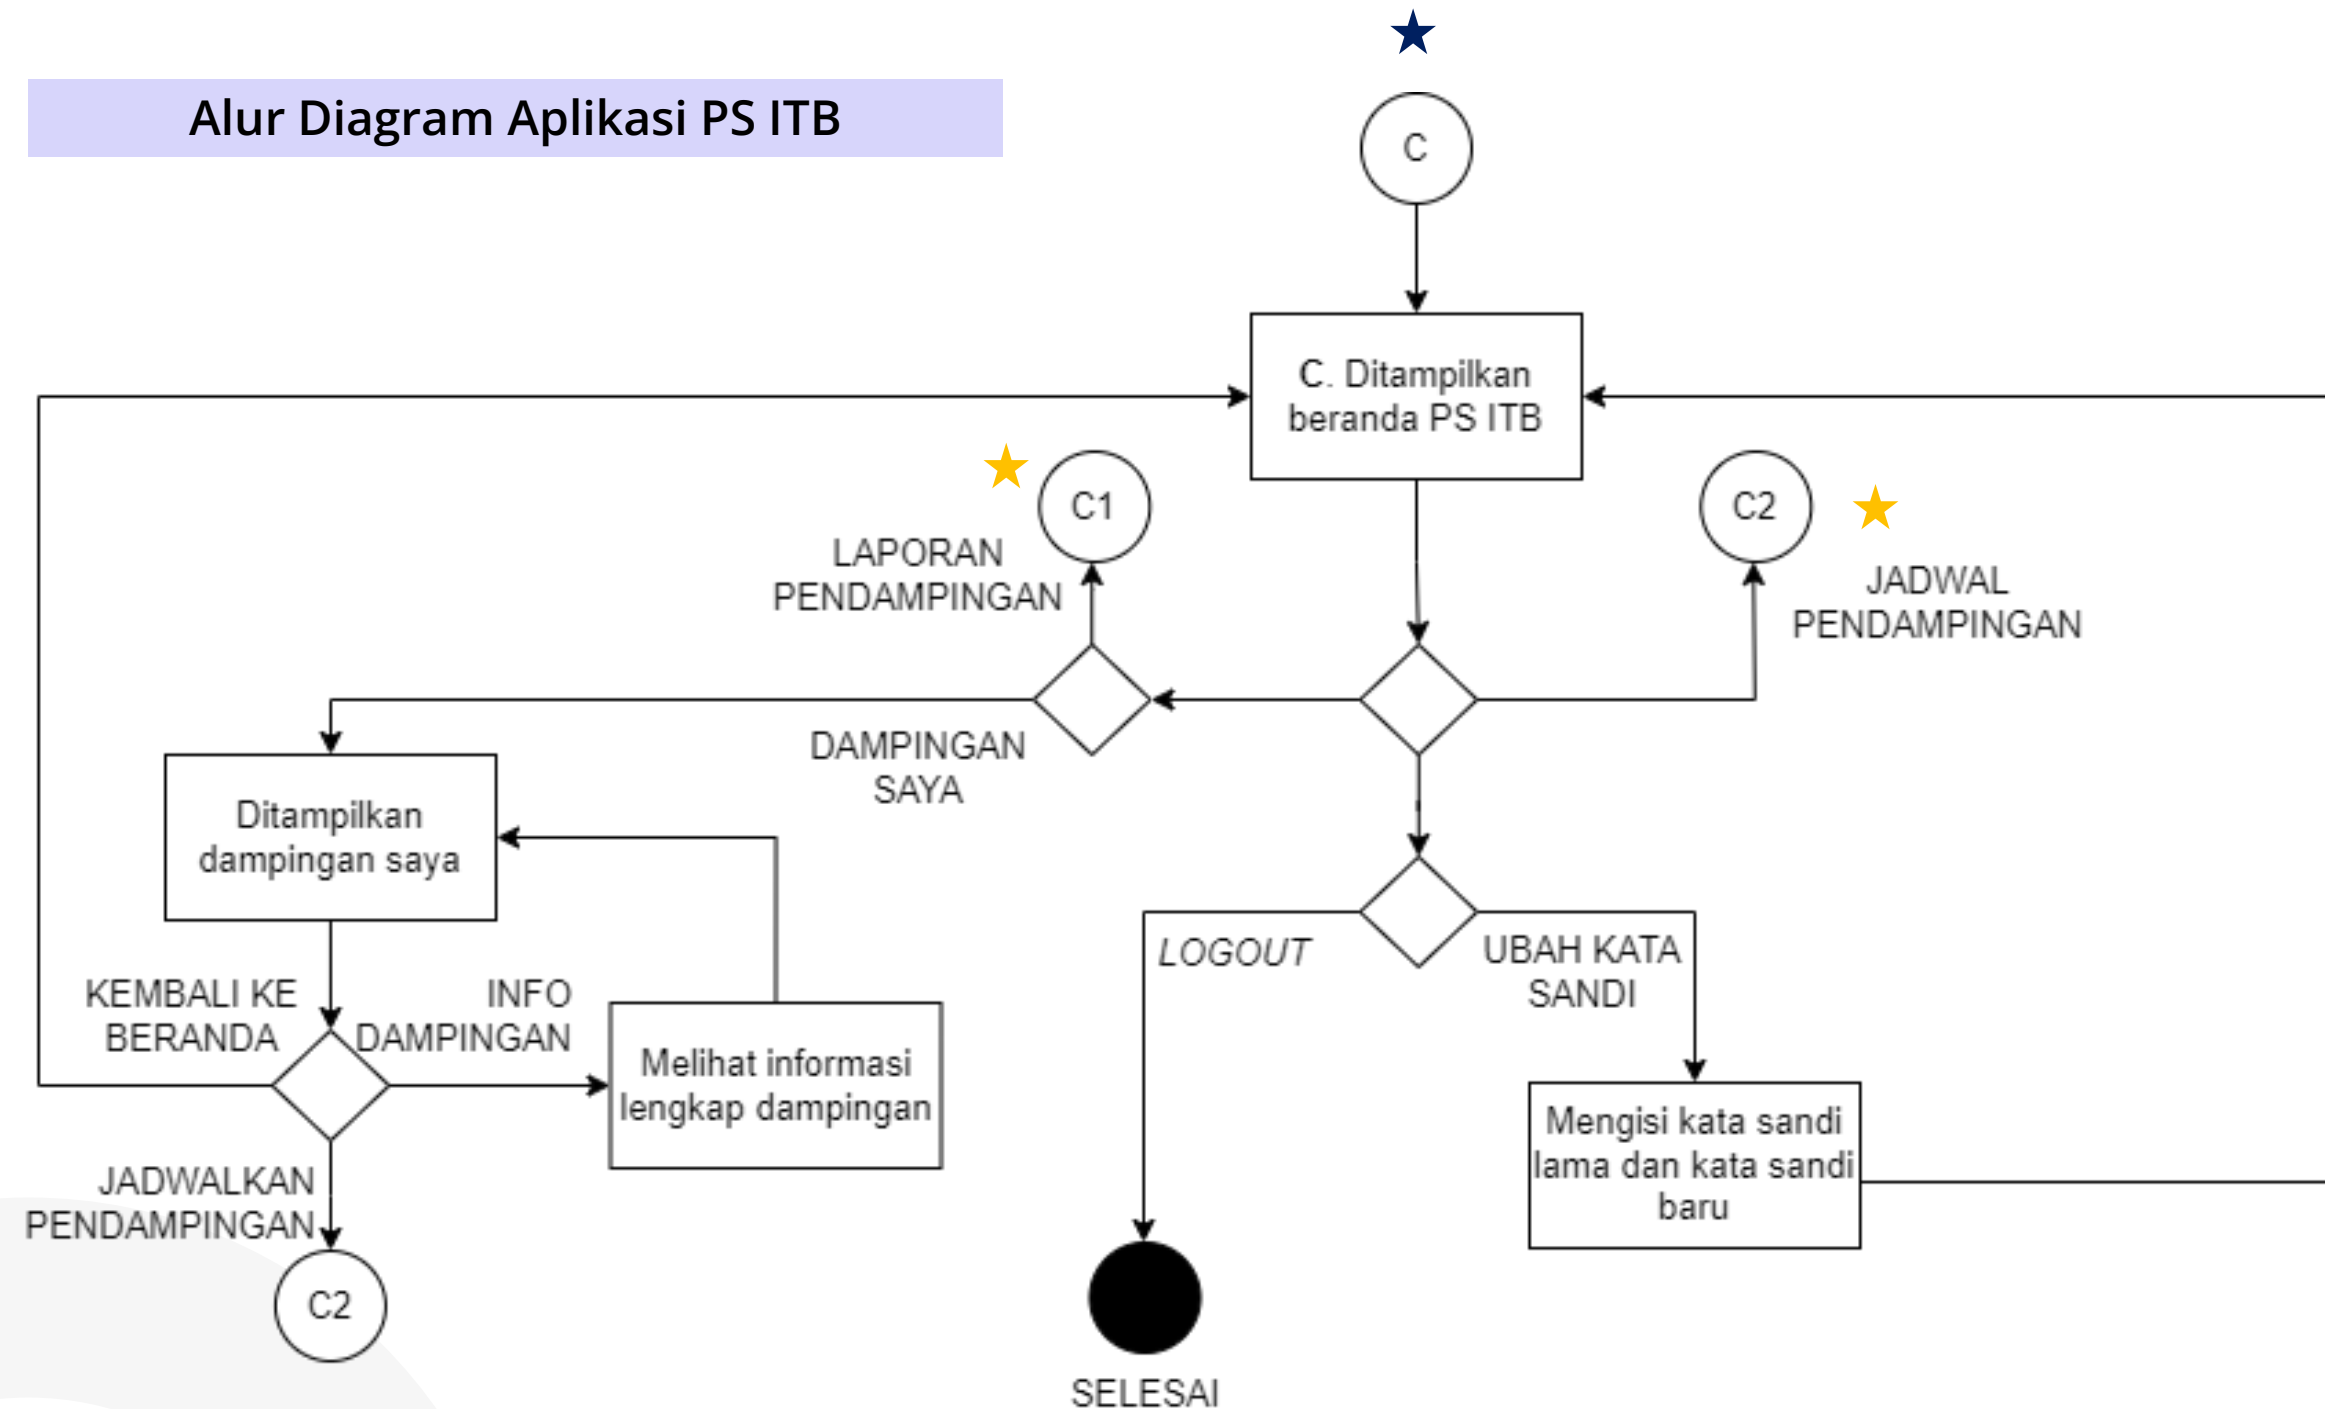 Alur Diagram Aplikasi PS ITB
C
C. Ditampilkan
beranda PS ITB
C1
C2
LAPORAN
PENDAMPINGAN
JADWAL
PENDAMPINGAN
DAMPINGAN
SAYA
Ditampilkan
dampingan saya
LOGOUT
UBAH KATA
SANDI
KEMBALI KE
BERANDA
INFO
DAMPINGAN
Melihat informasi
lengkap dampingan
Mengisi kata sandi
lama dan kata sandi
baru
JADWALKAN
PENDAMPINGAN
C2
SELESAI